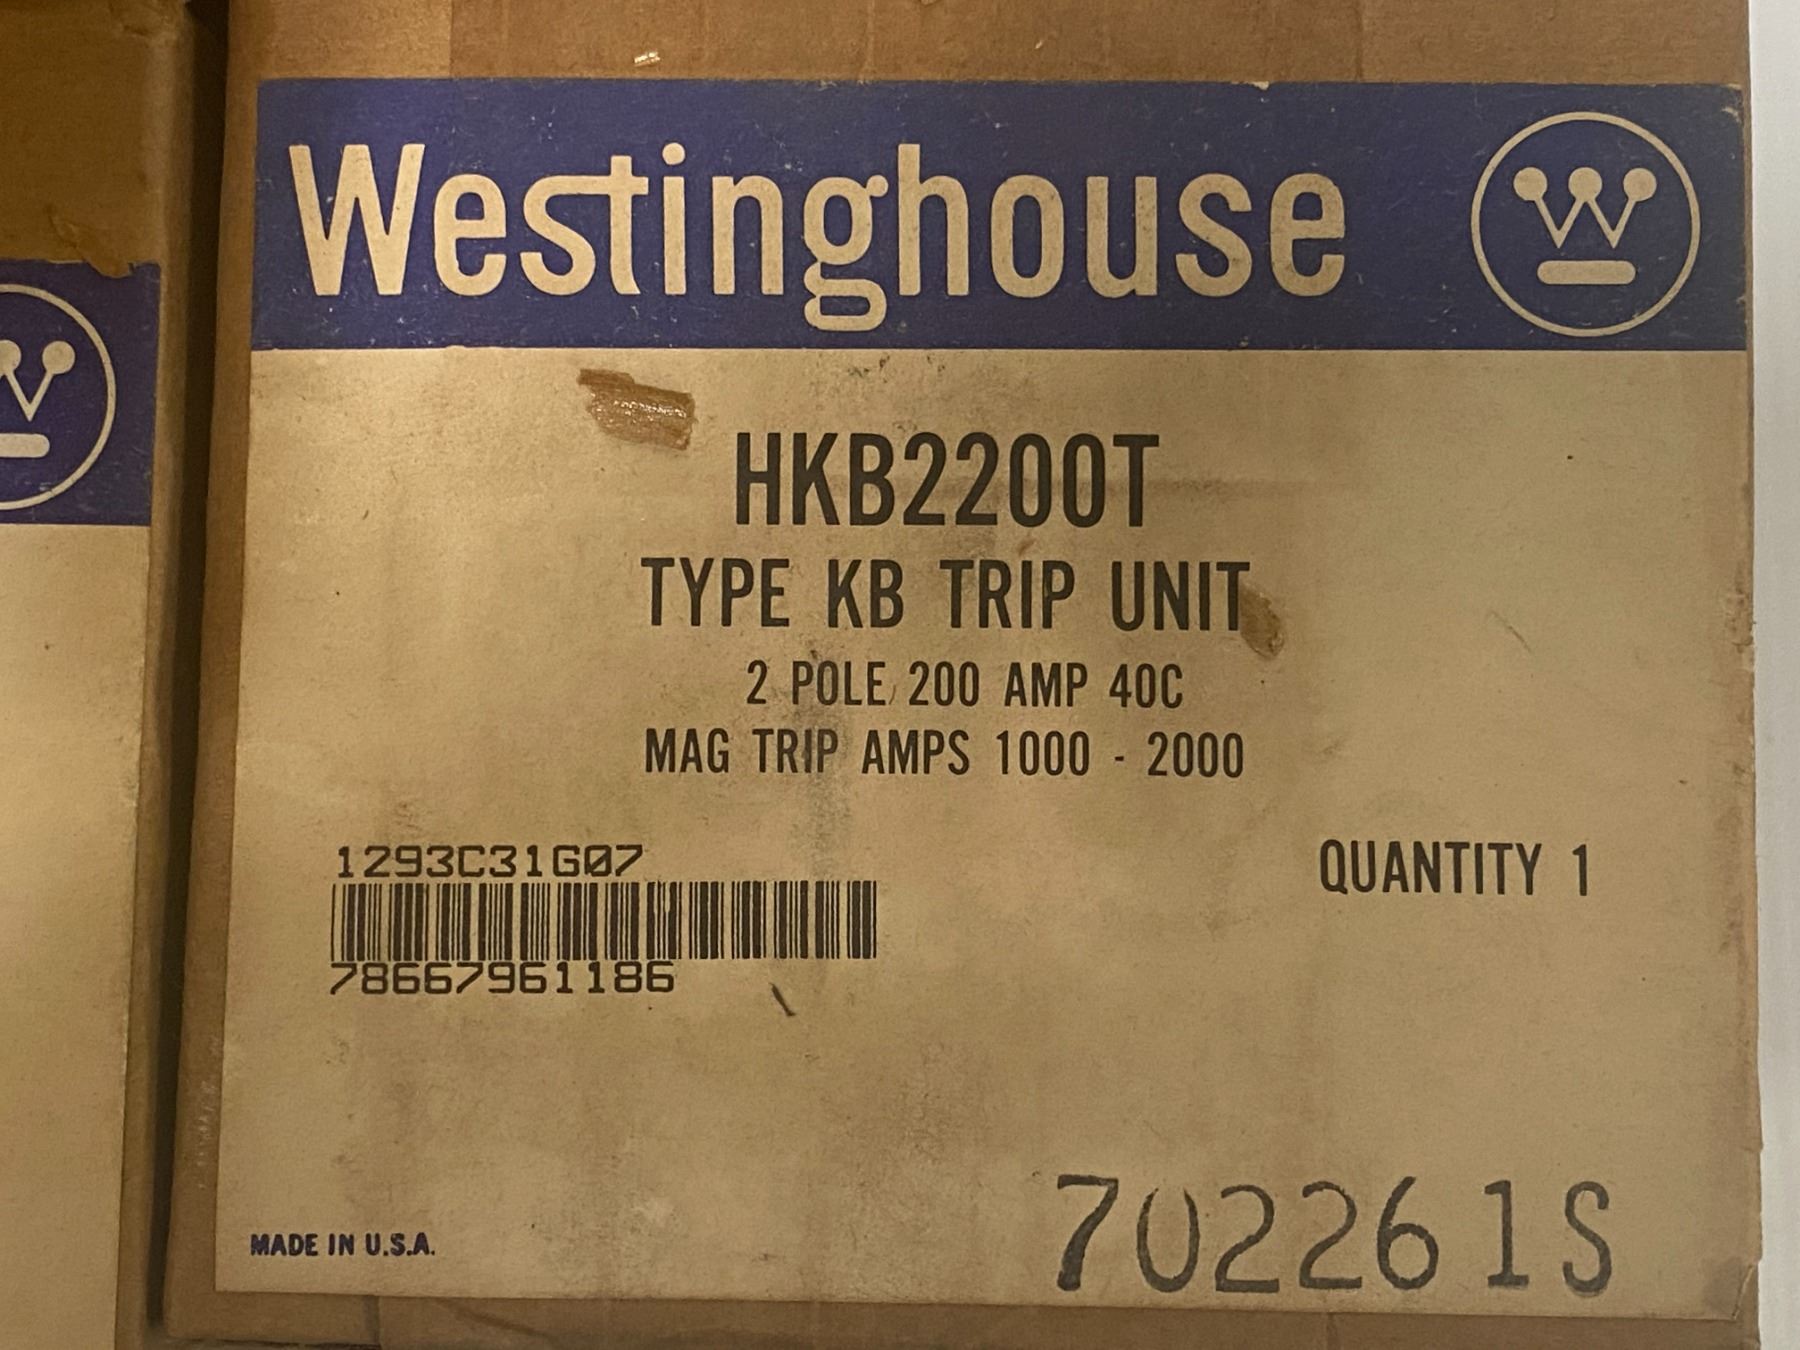 Westinghouse
HKB2200T
TYPE KB TRIP UNIT
2 POLE 200 AMP 40C
MAG TRIP AMPS 1000 - 2000
1293C31G07
QUANTITY 1
78667961186
MADE IN U.S.A.
702261S